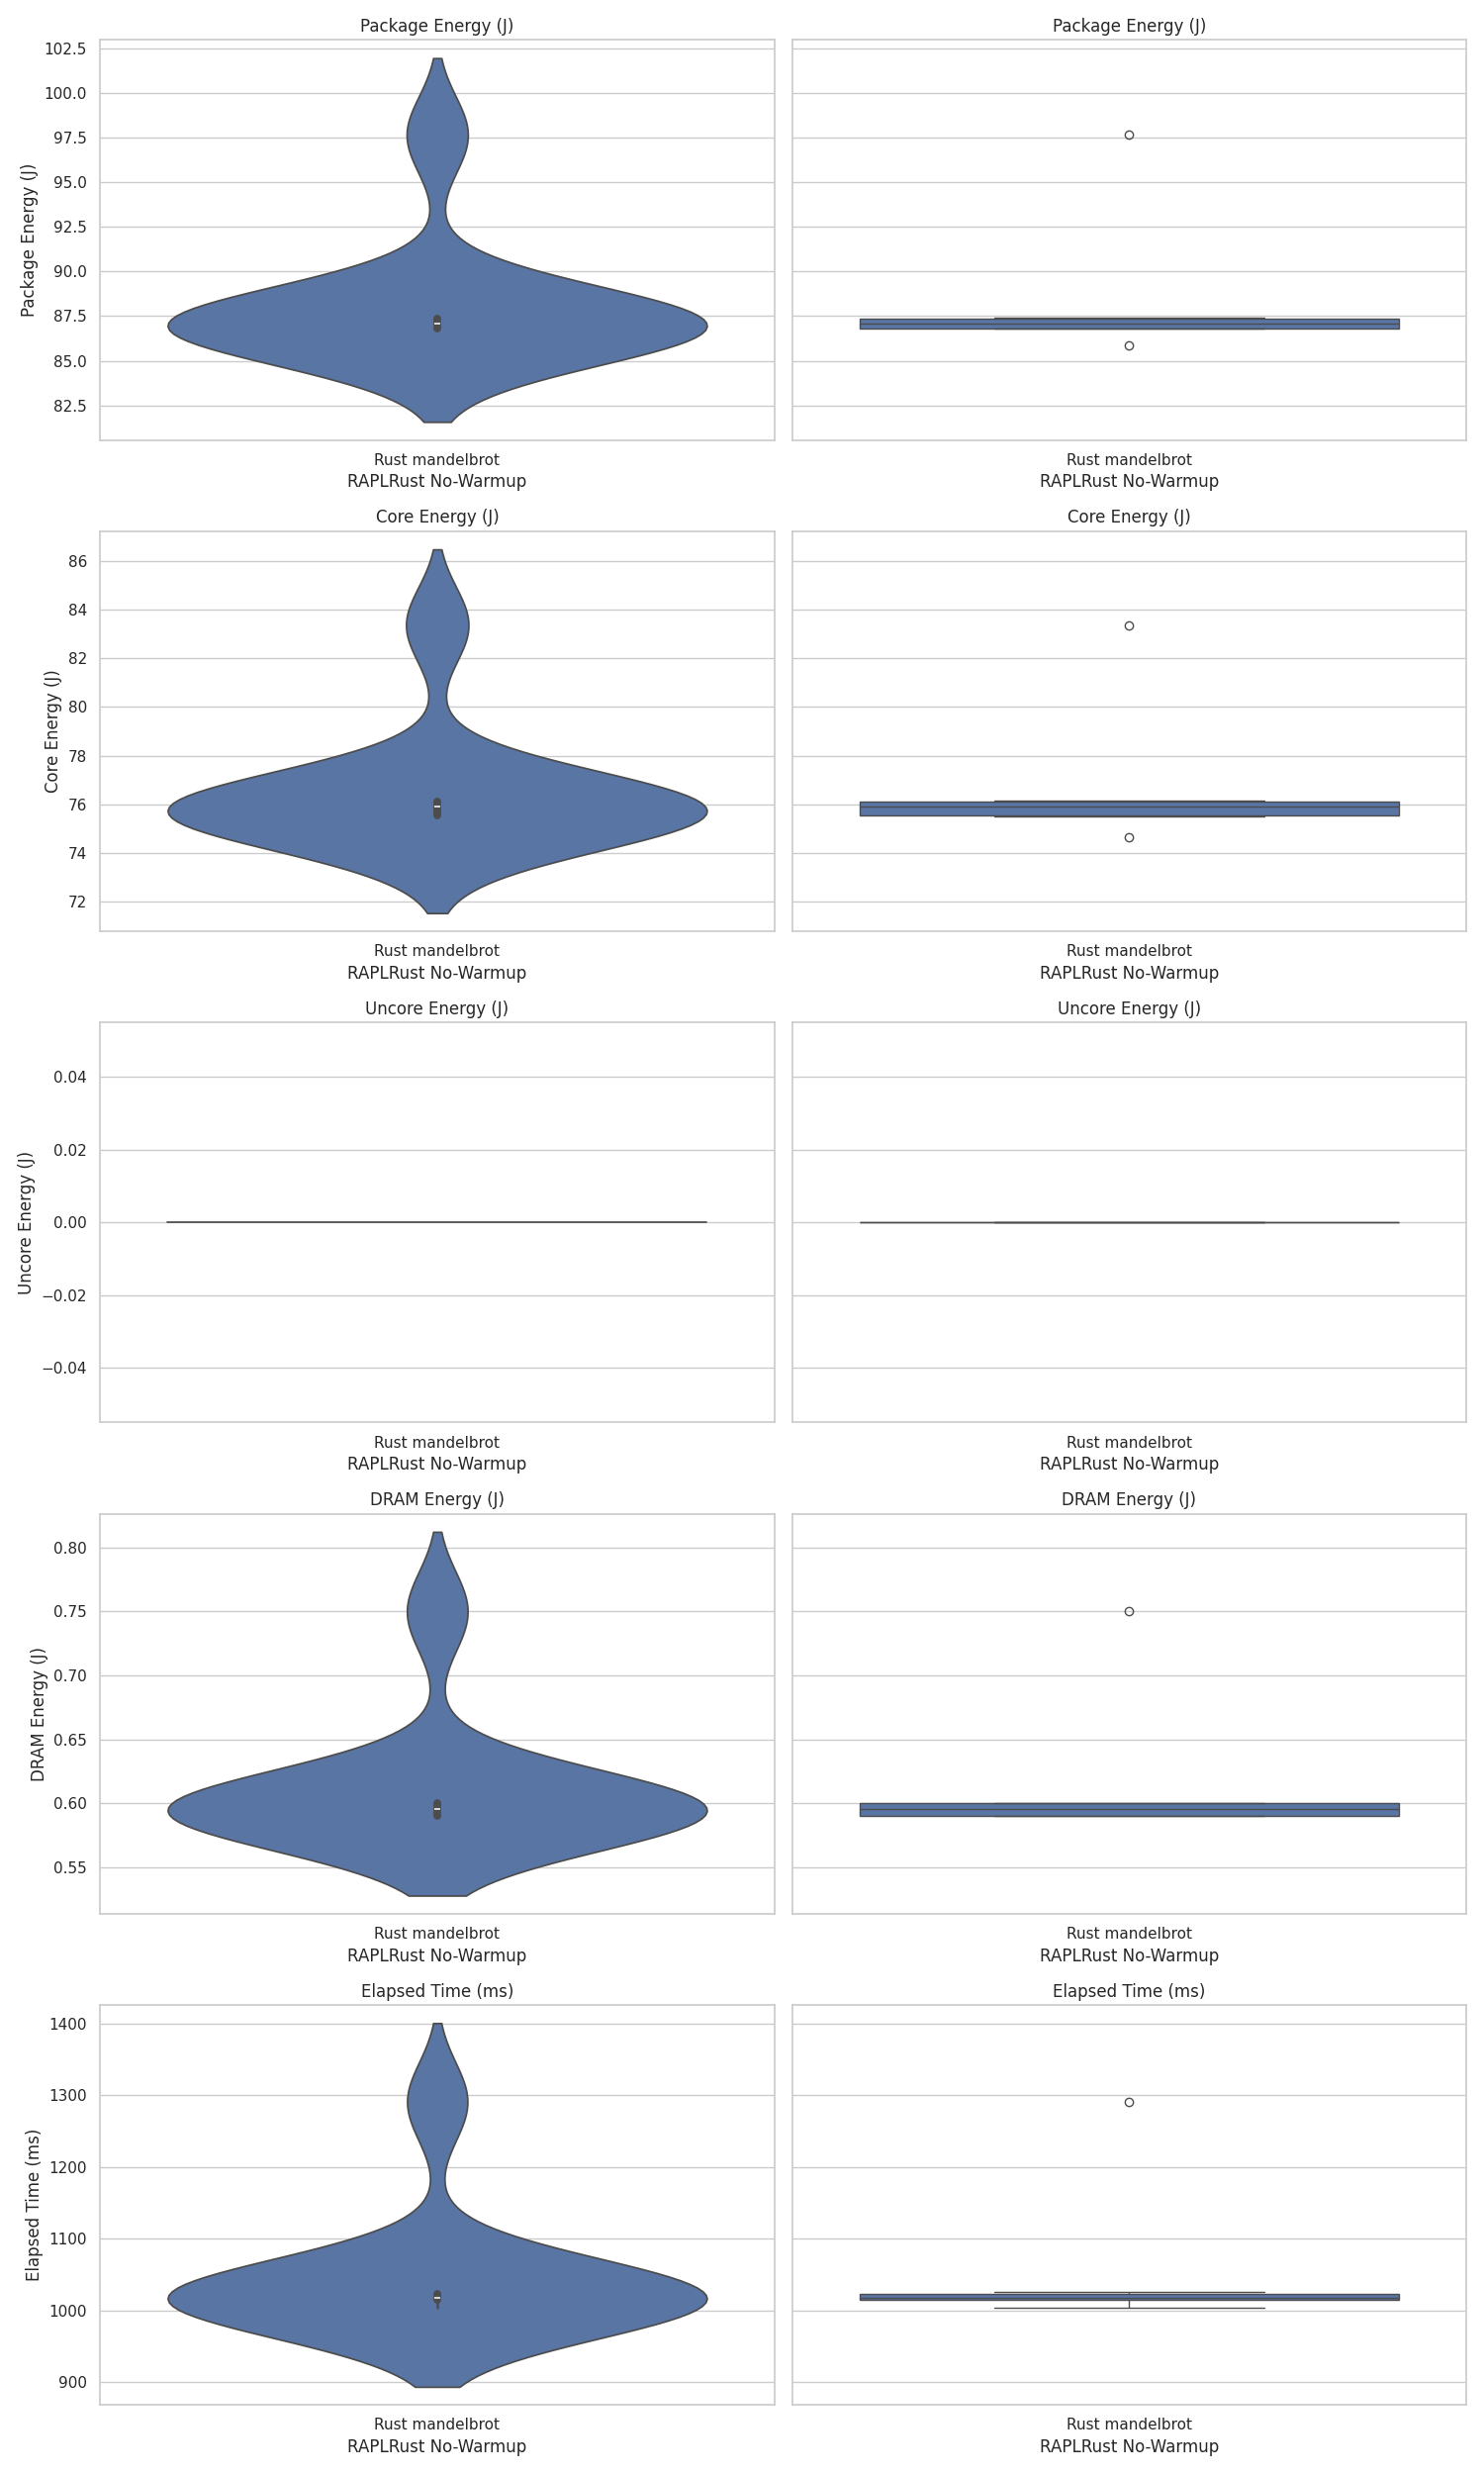 Package Energy (J)
Package Energy (J)
Package Energy (J)
102.5
100.0
97.5
95.0
92.5
90.0
87.5
85.0
82.5
Rust mandelbrot
RAPLRust No-Warmup
Rust mandelbrot
RAPLRust No-Warmup
Core Energy (J)
Core Energy (J)
Core Energy (J)
86
84
82
80
78
76
74
72
Rust mandelbrot
RAPLRust No-Warmup
Rust mandelbrot
RAPLRust No-Warmup
Uncore Energy (J)
Uncore Energy (J)
Uncore Energy (J)
0.04
0.02
0.00
−0.02
−0.04
Rust mandelbrot
RAPLRust No-Warmup
Rust mandelbrot
RAPLRust No-Warmup
DRAM Energy (J)
DRAM Energy (J)
DRAM Energy (J)
0.80
0.75
0.70
0.65
0.60
0.55
Rust mandelbrot
RAPLRust No-Warmup
Rust mandelbrot
RAPLRust No-Warmup
Elapsed Time (ms)
Elapsed Time (ms)
Elapsed Time (ms)
1400
1300
1200
1100
1000
900
Rust mandelbrot
RAPLRust No-Warmup
Rust mandelbrot
RAPLRust No-Warmup